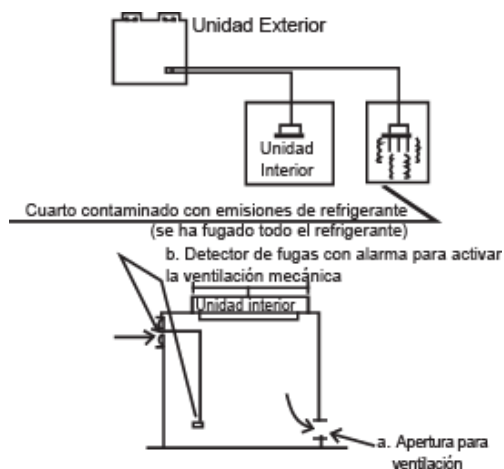 Unidad Exterior
Unidad
Interior
Cuarto contaminado con emisiones de refrigerante
(se ha fugado todo el refrigerante)
b. Detector de fugas con alarma para activar
la ventilación mecánica
Unidad interior
a. Apertura para
ventilación